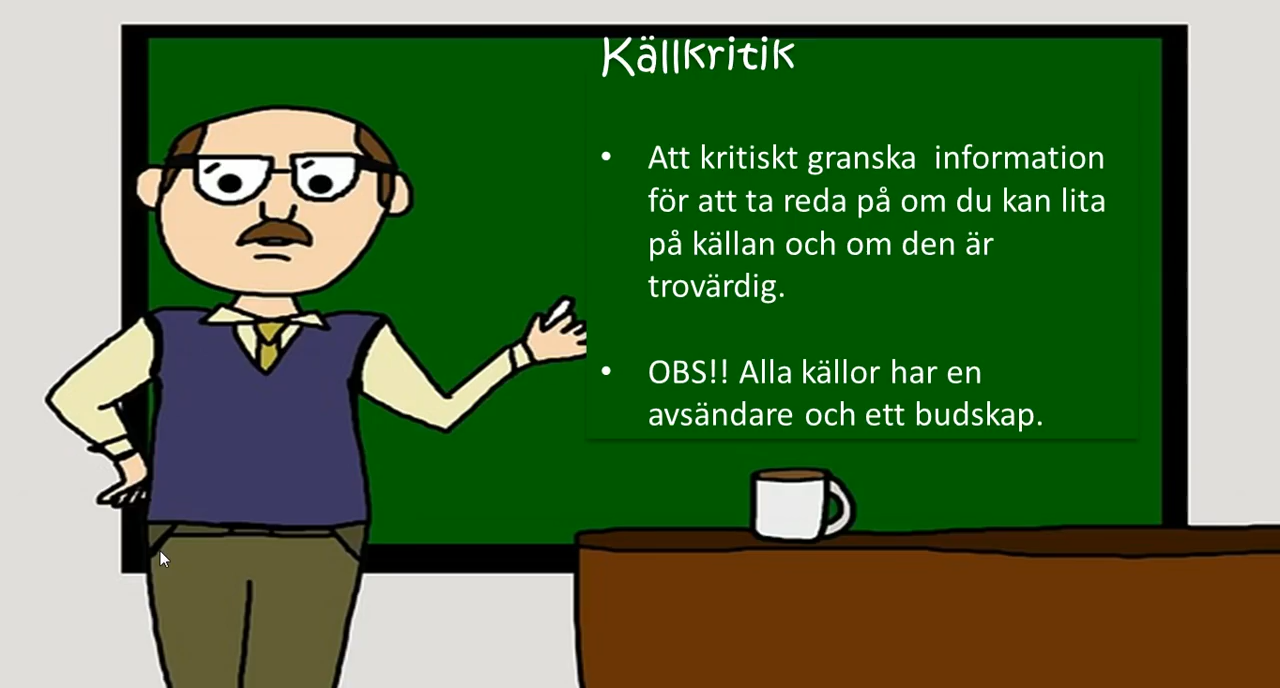 Källkritik
• Att kritiskt granska information
för att ta reda på om du kan lita
på källan och om den är
trovärdig.
• OBS!! Alla källor har en
avsändare och ett budskap.